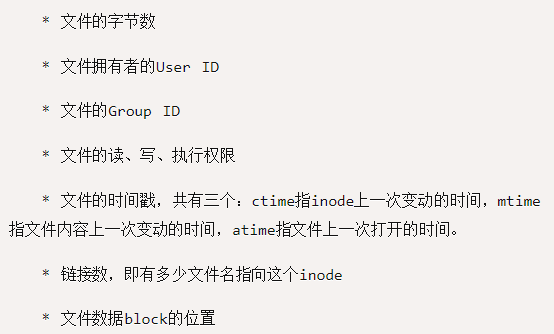 * 文件的字节数
* 文件拥有者的User ID
* 文件的Group ID
* 文件的读、写、执行权限
* 文件的时间戳，共有三个：ctime指inode上一次变动的时间，mtime
指文件内容上一次变动的时间，atime指文件上一次打开的时间。
* 链接数，即有多少文件名指向这个inode
* 文件数据block的位置